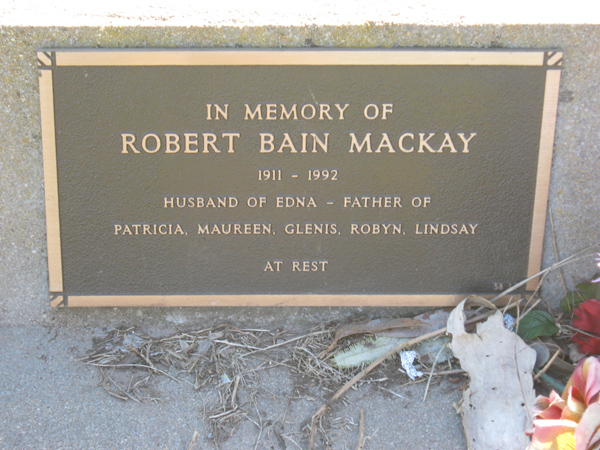 IN MEMORY OF
ROBERT BAIN MACKAY
1911 - 1992
HUSBAND OF EDNA - FATHER OF
PATRICIA, MAUREEN, GLENIS, ROBYN, LINDSAY
AT REST
38